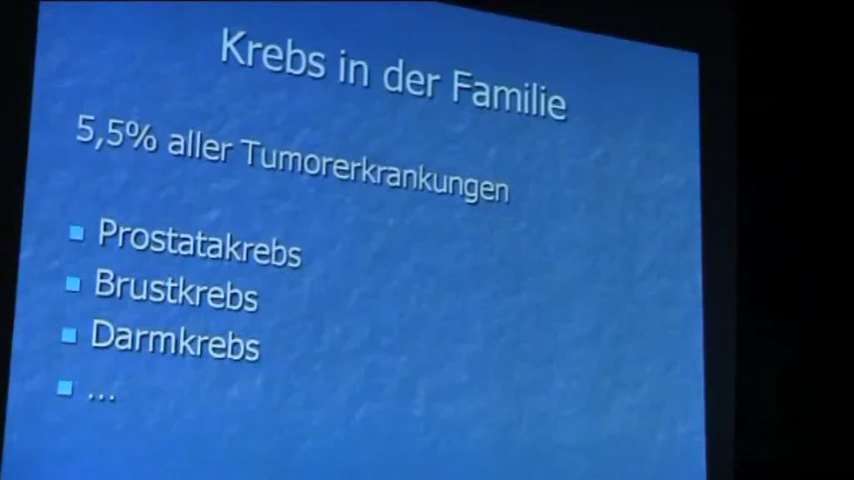 Krebs in der Familie
5,5% aller Tumorerkrankungen
Prostatakrebs
Brustkrebs
Darmkrebs
...